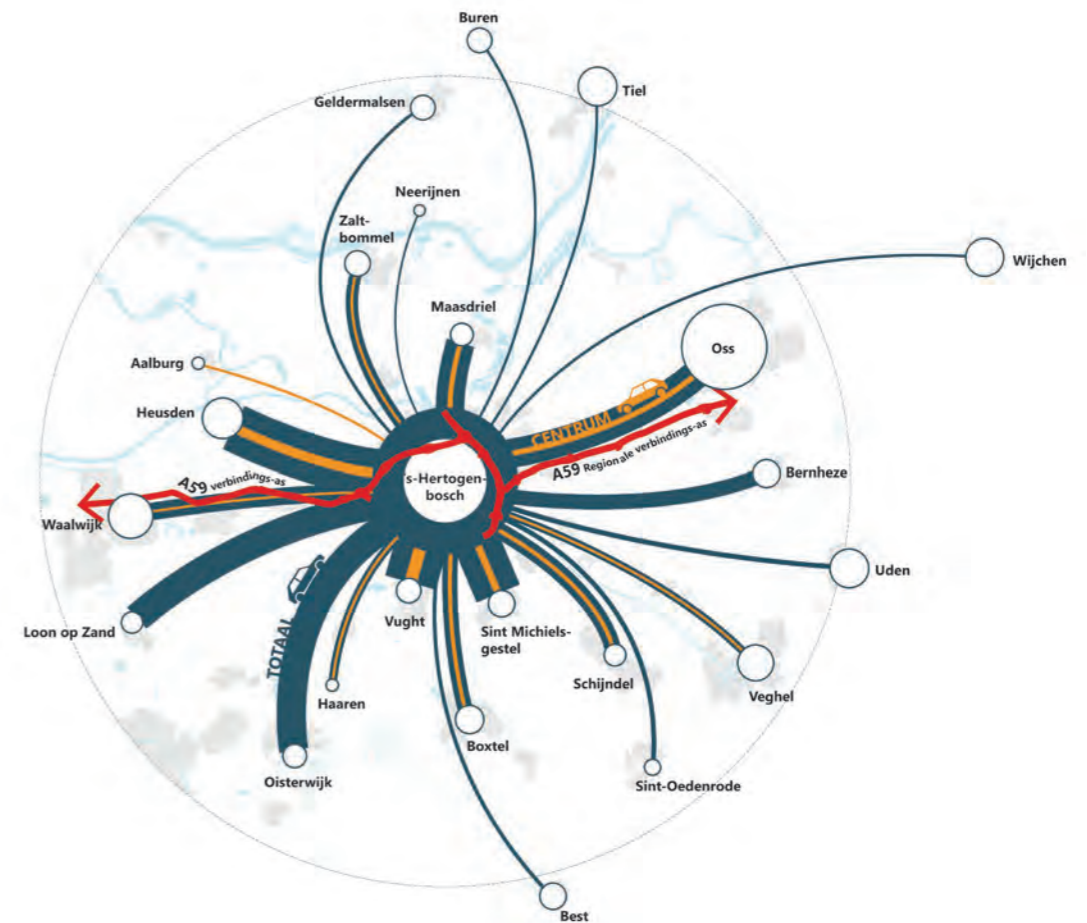 Buren
Tiel
Geldermalsen
Neerijnen
Zalt-
bommel
Wijchen
Maasdriel
Oss
Aalburg
CENTRUM
Heusden
A59 Regionale verbindings-as
s-Hertogen-
bosch
Bernheze
A59 verbindings-as
Waalwijk
Uden
Loon op Zand
TOTAAL
Vught
Sint Michiels-
gestel
Schijndel
Veghel
Haaren
Boxtel
Oisterwijk
Sint-Oedenrode
Best